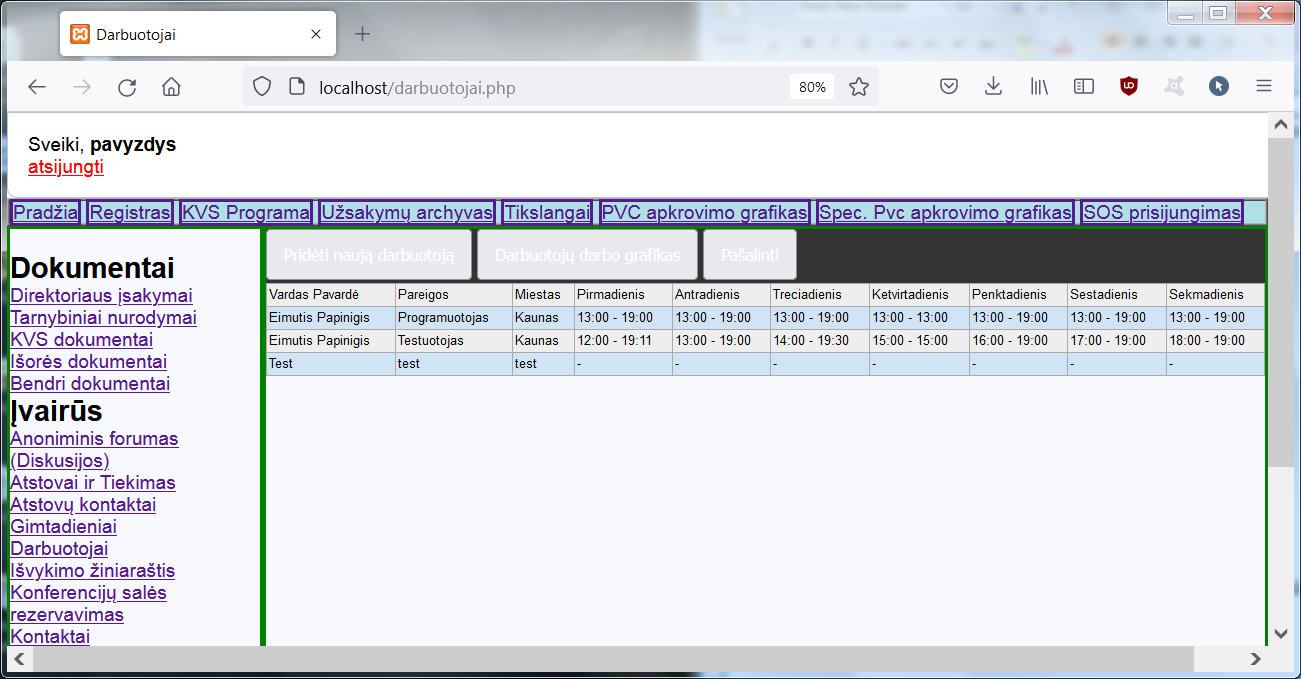 Darbuotojai
localhost/darbuotojai.php 80%
Sveiki, pavyzdys
atsijungti
Pradžia Registras KVS Programa Užsakymų archyvas Tikslangai PVC apkrovimo grafikas Spec. Pvc apkrovimo grafikas SOS prisijungimas
Pridėti naują darbuotoją Darbuotojų darbo grafikas Pašalinti
Dokumentai
Direktoriaus įsakymai
Tarnybiniai nurodymai
KVS dokumentai
Išorės dokumentai
Bendri dokumentai
Įvairūs
Anoniminis forumas
(Diskusijos)
Atstovai ir Tiekimas
Atstovų kontaktai
Gimtadieniai
Darbuotojai
Išvykimo žiniaraštis
Konferencijų salės
rezervavimas
Kontaktai
Vardas Pavardė Pareigos Miestas Pirmadienis Antradienis Treciadienis Ketvirtadienis Penktadienis Sestadienis Sekmadienis
Eimutis Papinigis Programuotojas Kaunas 13:00 - 19:00 13:00 - 19:00 13:00 - 19:00 13:00 - 13:00 13:00 - 19:00 13:00 - 19:00 13:00 - 19:00
Eimutis Papinigis Testuotojas Kaunas 12:00 - 19:11 13:00 - 19:00 14:00 - 19:30 15:00 - 15:00 16:00 - 19:00 17:00 - 19:00 18:00 - 19:00
Test test test - - - - - - -